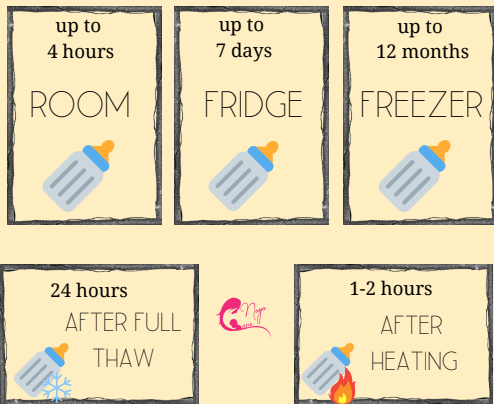 up to
4 hours
ROOM
up to
7 days
FRIDGE
up to
12 months
FREEZER
24 hours
AFTER FULL
THAW
1-2 hours
AFTER
HEATING